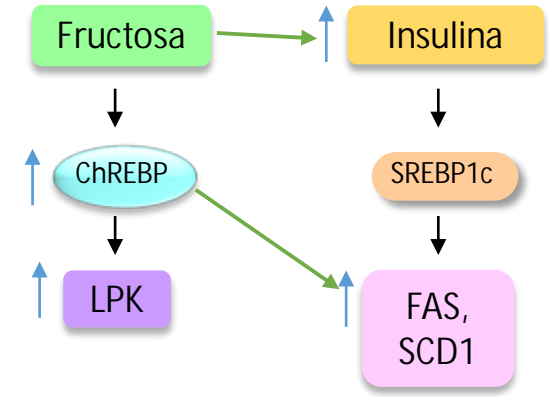 Fructosa
Insulina
ChREBP
SREBP1c
LPK
FAS,
SCD1